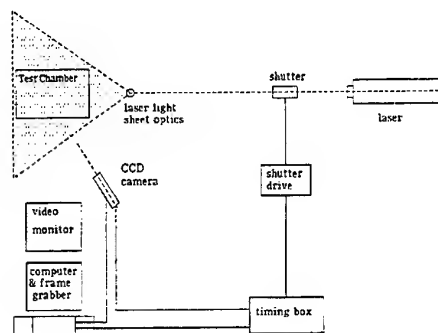 Test Chamber
shutter
laser light
sheet optics
laser
CCD
camera
shutter
drive
video
monitor
computer
& frame
grabber
timing box